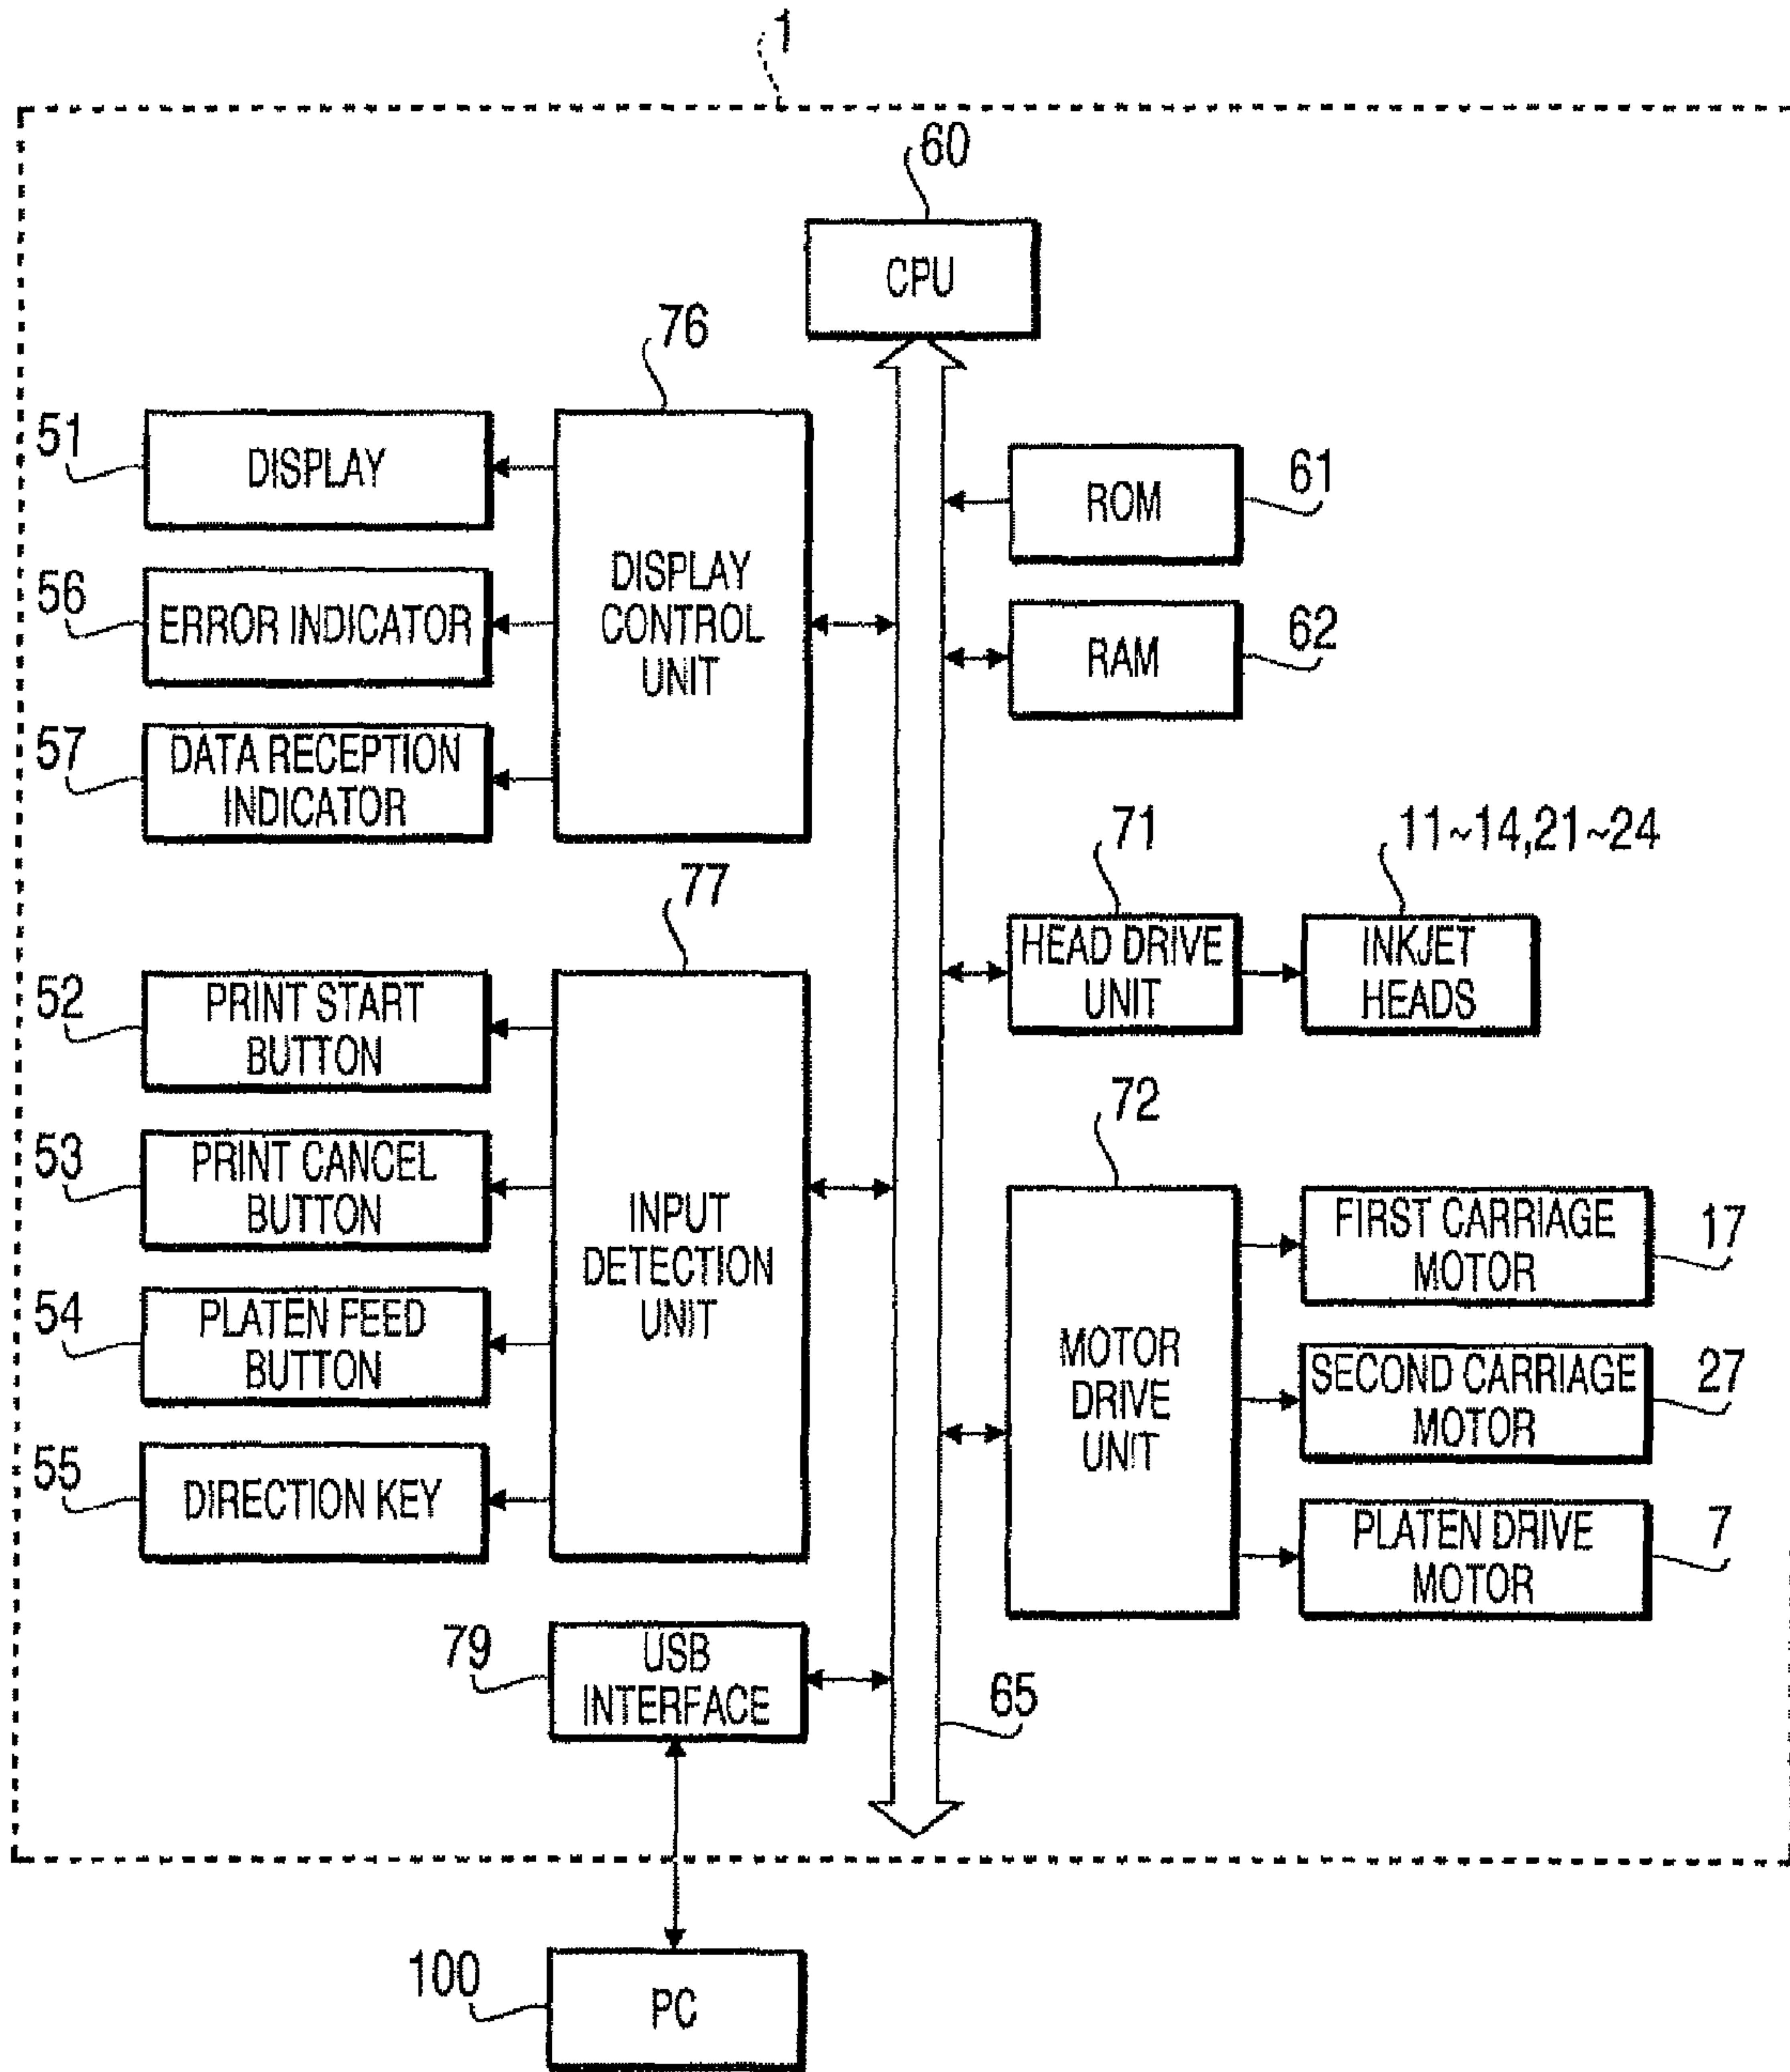 1
60
CPU
76
51
DISPLAY
56
ERROR INDICATOR
57
DATA RECEPTION
INDICATOR
DISPLAY
CONTROL
UNIT
ROM
61
RAM
62
71
11~14,21~24
HEAD DRIVE
UNIT
INKJET
HEADS
77
52
PRINT START
BUTTON
53
PRINT CANCEL
BUTTON
54
PLATEN FEED
BUTTON
55
DIRECTION KEY
INPUT
DETECTION
UNIT
72
MOTOR
DRIVE
UNIT
FIRST CARRIAGE
MOTOR
17
SECOND CARRIAGE
MOTOR
27
PLATEN DRIVE
MOTOR
7
79
USB
INTERFACE
65
100
PC